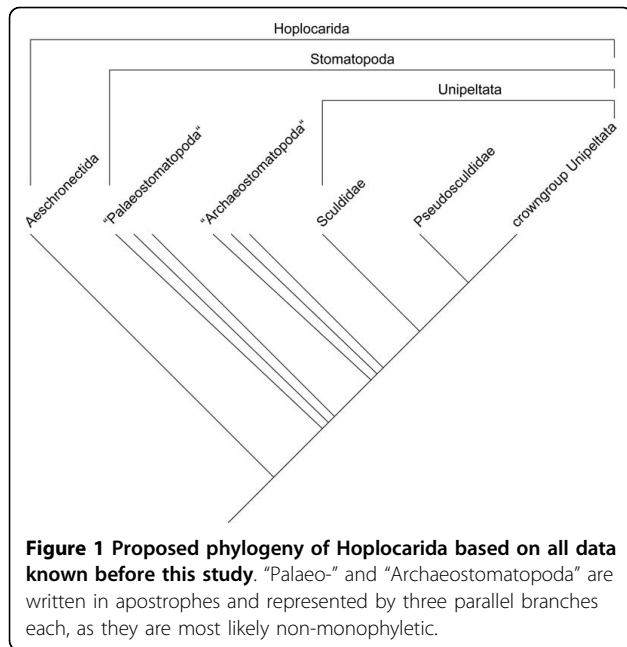 Hoplocarida
Stomatopoda
Unipeltata
Aeschronectida
"Palaeostomatopoda"
"Archaeostomatopoda"
Sculdidae
Pseudosculdidae
crowngroup Unipeltata
Figure 1 Proposed phylogeny of Hoplocarida based on all data
known before this study. "Palaeo-" and "Archaeostomatopoda" are
written in apostrophes and represented by three parallel branches
each, as they are most likely non-monophyletic.